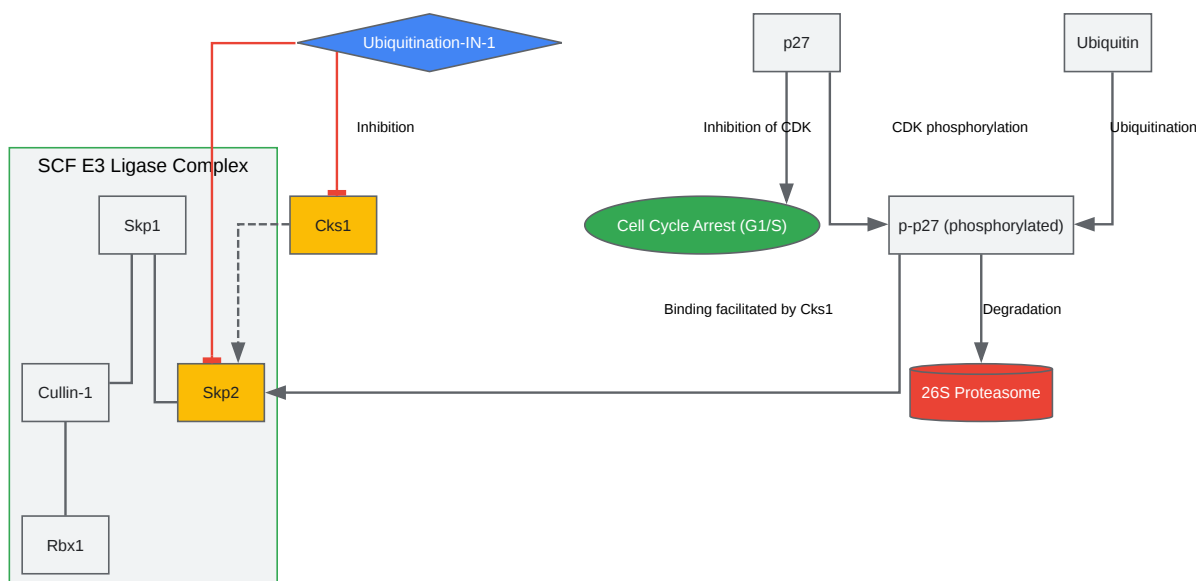 Ubiquitination-IN-1
p27
Ubiquitin
Inhibition
Inhibition of CDK
CDK phosphorylation
Ubiquitination
SCF E3 Ligase Complex
Skp1
Cks1
Cell Cycle Arrest (G1/S)
p-p27 (phosphorylated)
Binding facilitated by Cks1
Degradation
Cullin-1
Skp2
26S Proteasome
Rbx1